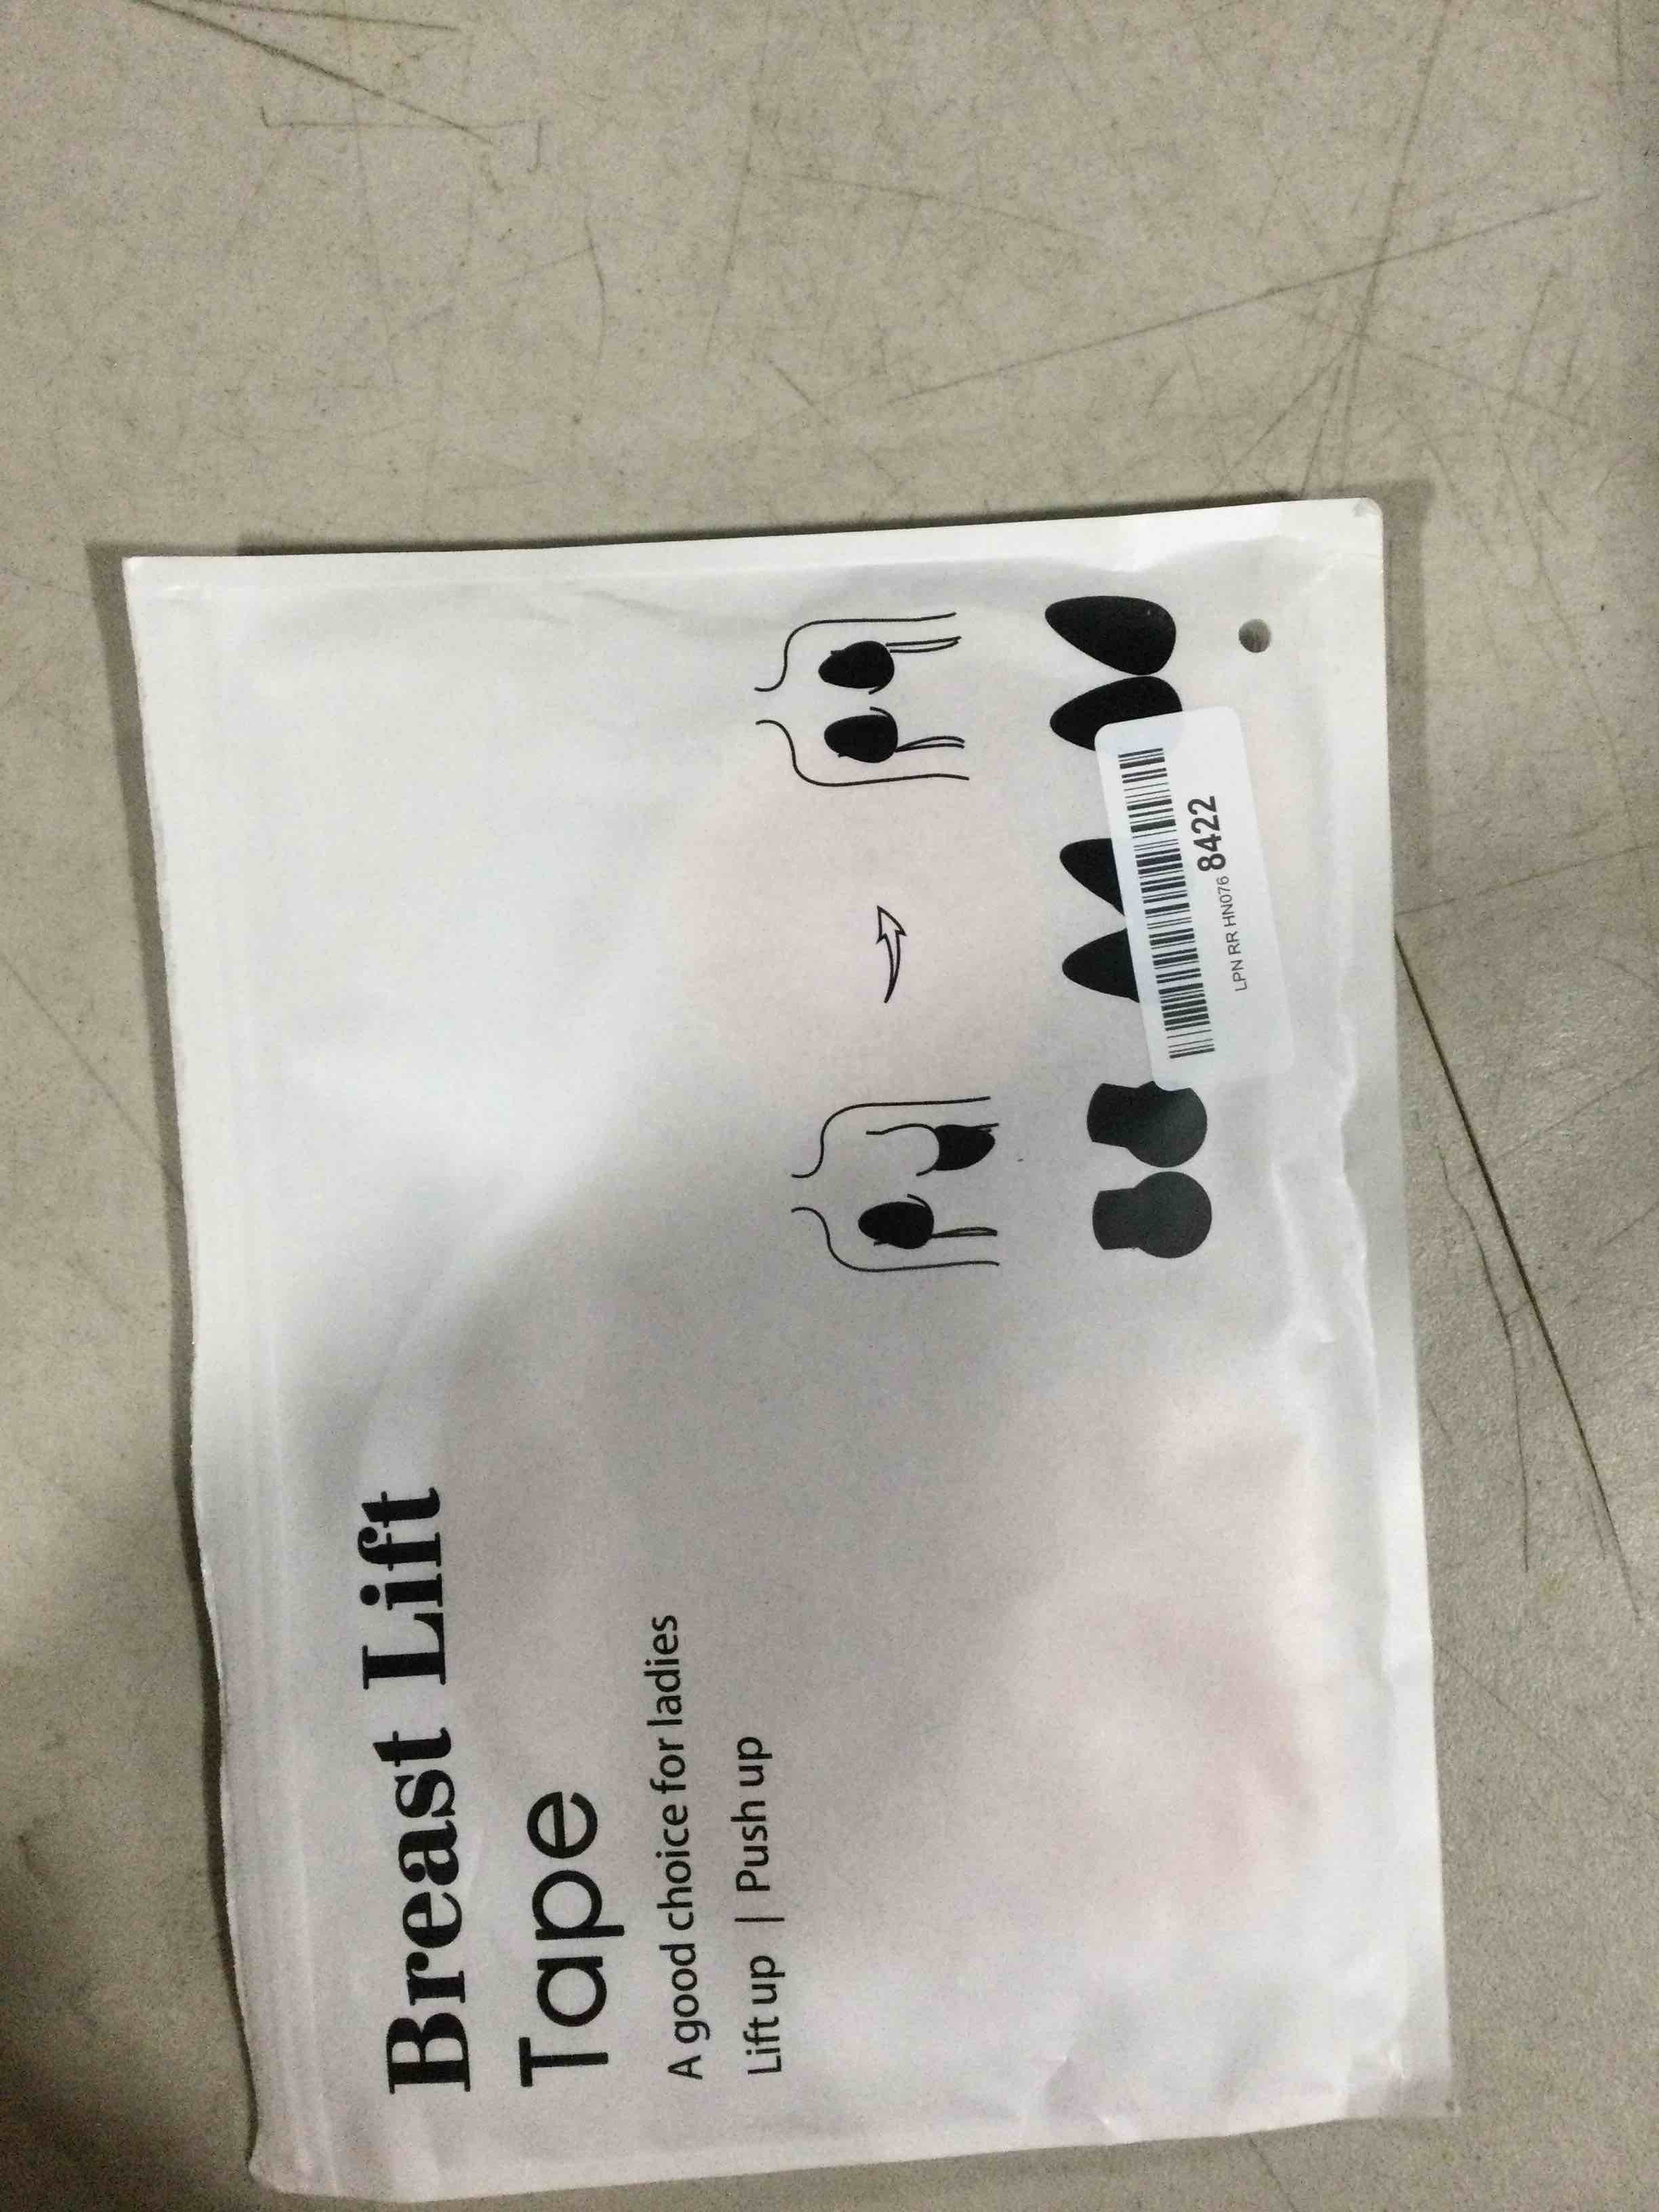 Breast Lift
Tape
A good choice for ladies
Lift up | Push up
LPN RR HN076 8422